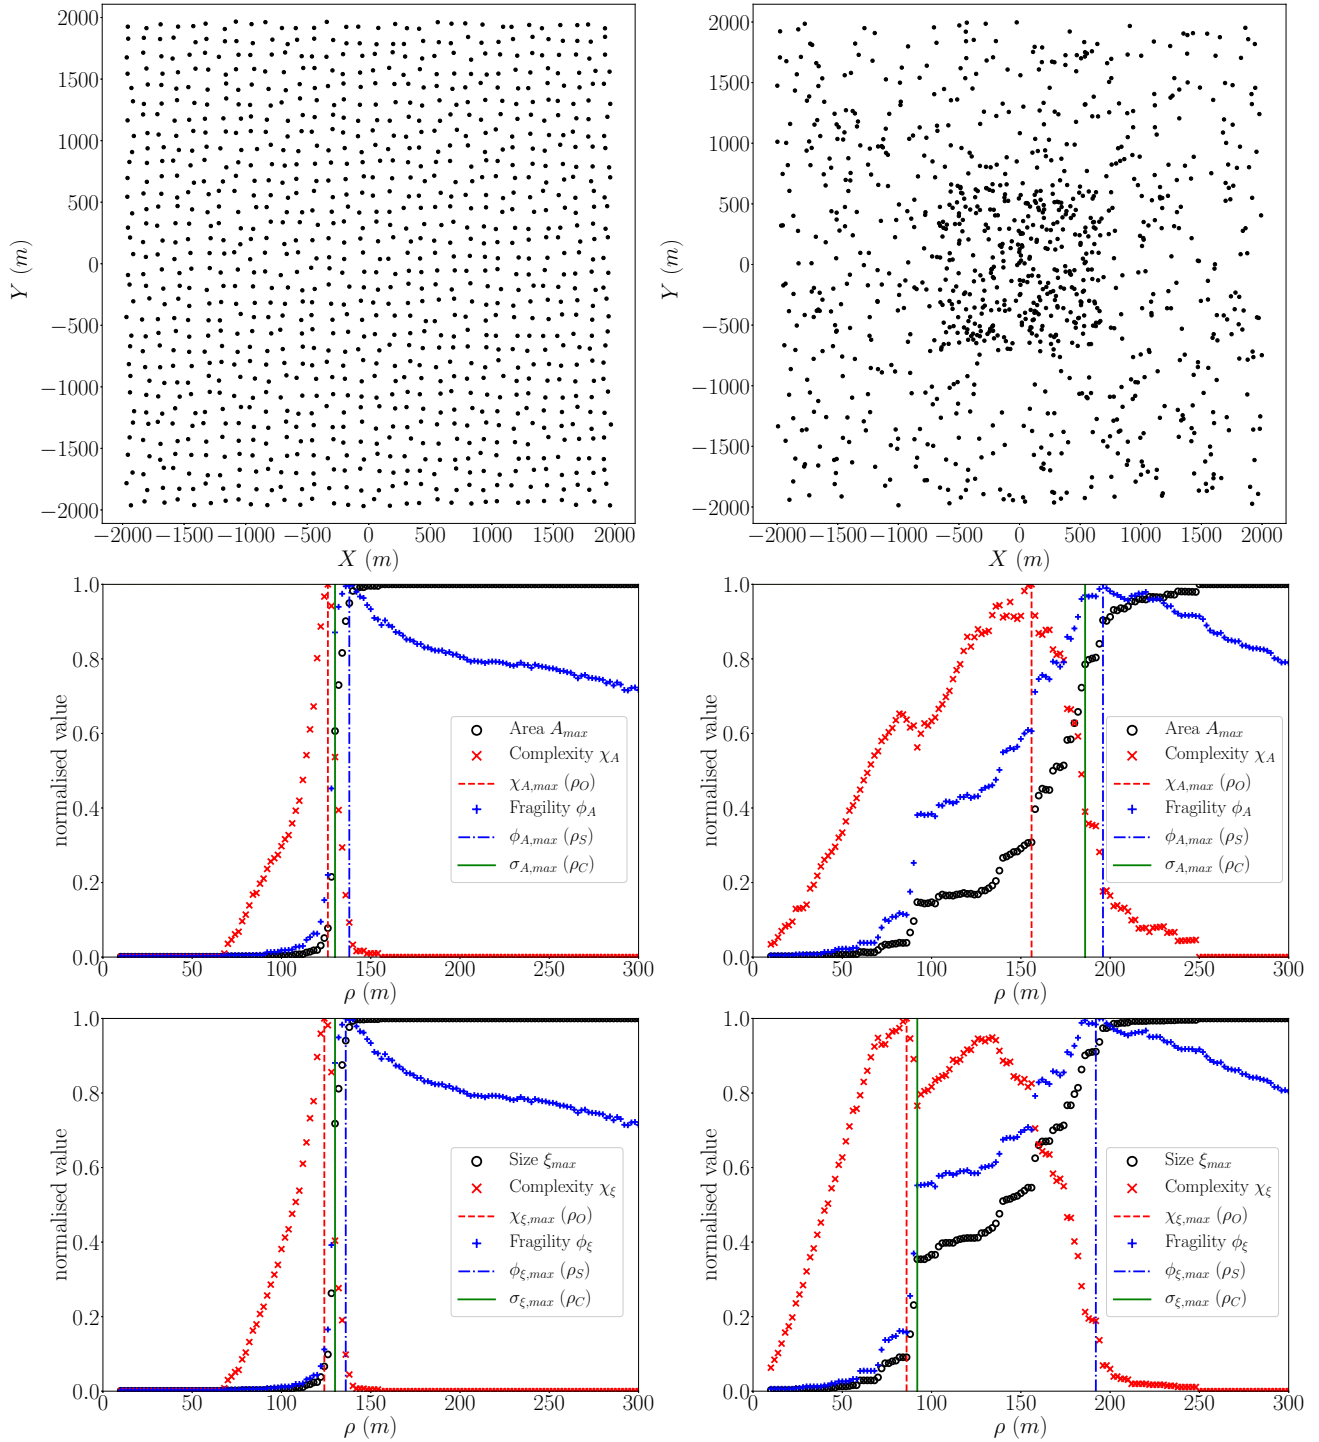 2000
1500
1000
500
0
−500
−1000
−1500
−2000
Y (m)
−2000 −1500 −1000 −500 0 500 1000 1500 2000
X (m)
2000
1500
1000
500
0
−500
−1000
−1500
−2000
Y (m)
−2000 −1500 −1000 −500 0 500 1000 1500 2000
X (m)
1.0
0.8
0.6
0.4
0.2
0.0
normalised value
Area A_max
Complexity χ_A
χ_A,max (ρ_O)
Fragility ϕ_A
ϕ_A,max (ρ_S)
σ_A,max (ρ_C)
0 50 100 150 200 250 300
ρ (m)
1.0
0.8
0.6
0.4
0.2
0.0
normalised value
Area A_max
Complexity χ_A
χ_A,max (ρ_O)
Fragility ϕ_A
ϕ_A,max (ρ_S)
σ_A,max (ρ_C)
0 50 100 150 200 250 300
ρ (m)
1.0
0.8
0.6
0.4
0.2
0.0
normalised value
Size ξ_max
Complexity χ_ξ
χ_ξ,max (ρ_O)
Fragility ϕ_ξ
ϕ_ξ,max (ρ_S)
σ_ξ,max (ρ_C)
0 50 100 150 200 250 300
ρ (m)
1.0
0.8
0.6
0.4
0.2
0.0
normalised value
Size ξ_max
Complexity χ_ξ
χ_ξ,max (ρ_O)
Fragility ϕ_ξ
ϕ_ξ,max (ρ_S)
σ_ξ,max (ρ_C)
0 50 100 150 200 250 300
ρ (m)